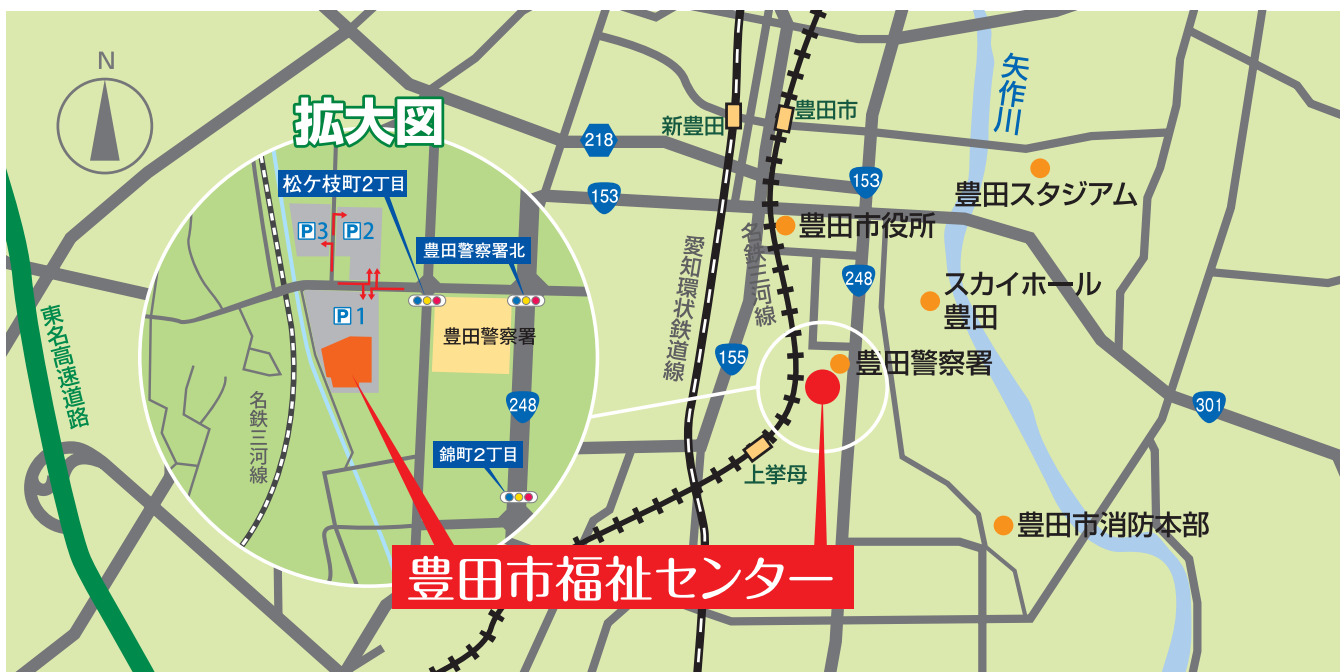 N
拡大図
松ケ枝町2丁目
P3
P2
豊田警察署北
P1
豊田警察署
名鉄三河線
248
錦町2丁目
東名高速道路
218
153
新豊田
豊田市
153
矢作川
豊田スタジアム
豊田市役所
愛知環状鉄道線
名鉄三河線
248
スカイホール
豊田
155
豊田警察署
301
上挙母
豊田市消防本部
豊田市福祉センター